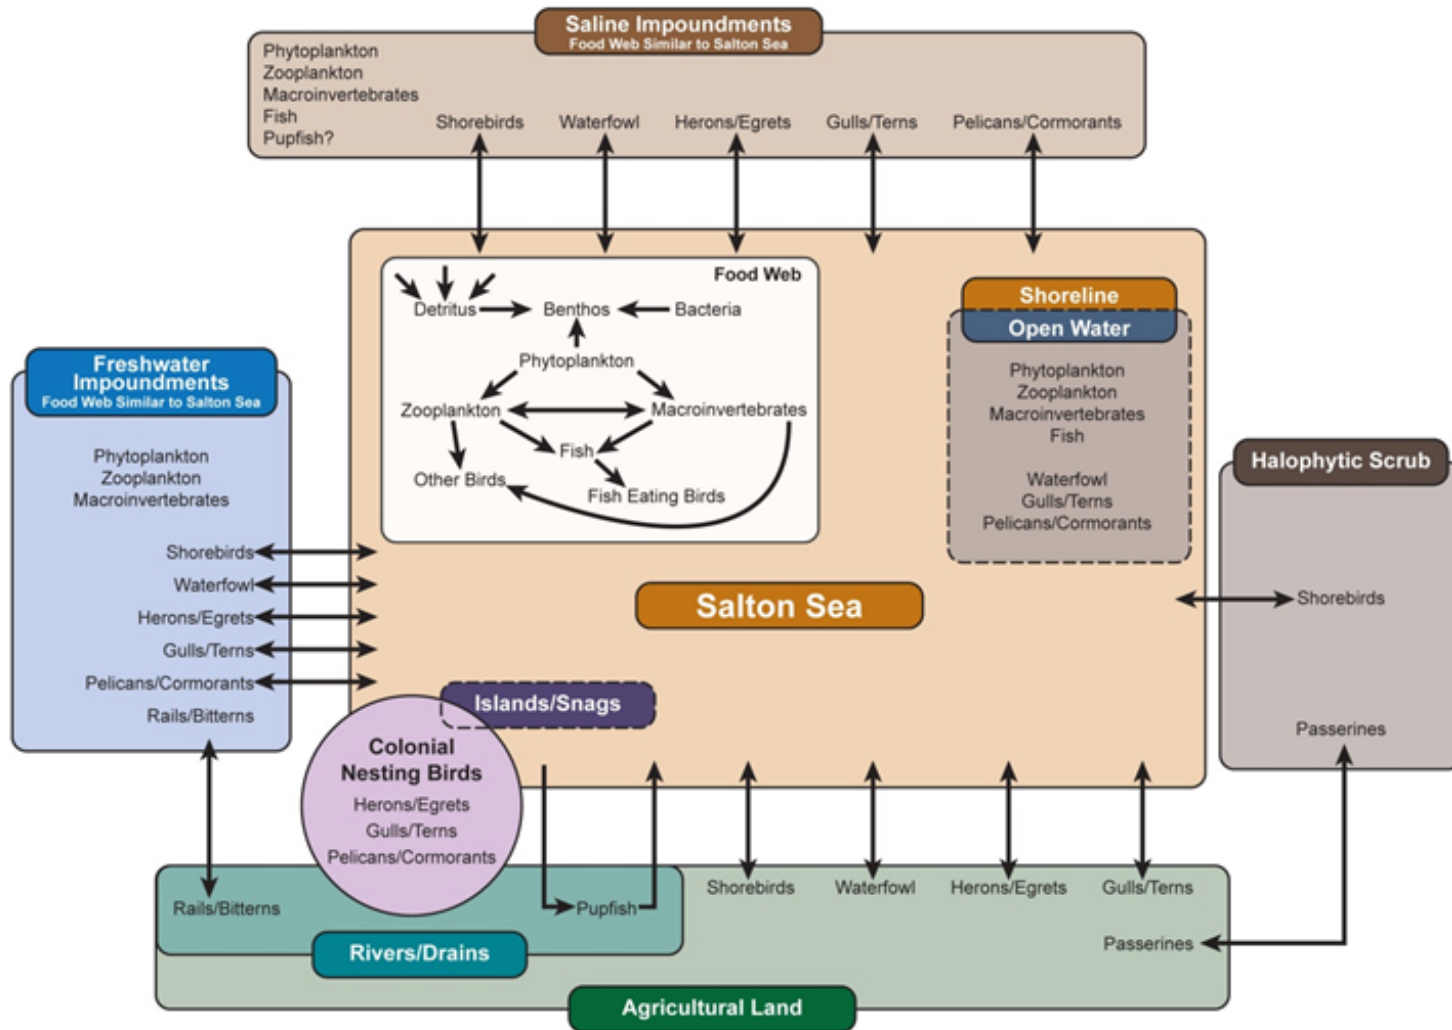 Saline Impoundments
Food Web Similar to Salton Sea
Phytoplankton
Zooplankton
Macroinvertebrates
Fish
Pupfish?
Shorebirds
Waterfowl
Herons/Egrets
Gulls/Terns
Pelicans/Cormorants
Food Web
Detritus
Benthos
Bacteria
Phytoplankton
Zooplankton
Macroinvertebrates
Fish
Other Birds
Fish Eating Birds
Shoreline
Open Water
Phytoplankton
Zooplankton
Macroinvertebrates
Fish
Waterfowl
Gulls/Terns
Pelicans/Cormorants
Freshwater
Impoundments
Food Web Similar to Salton Sea
Phytoplankton
Zooplankton
Macroinvertebrates
Shorebirds
Waterfowl
Herons/Egrets
Gulls/Terns
Pelicans/Cormorants
Rails/Bitterns
Halophytic Scrub
Shorebirds
Passerines
Salton Sea
Islands/Snags
Colonial
Nesting Birds
Herons/Egrets
Gulls/Terns
Pelicans/Cormorants
Rails/Bitterns
Pupfish
Rivers/Drains
Shorebirds
Waterfowl
Herons/Egrets
Gulls/Terns
Passerines
Agricultural Land